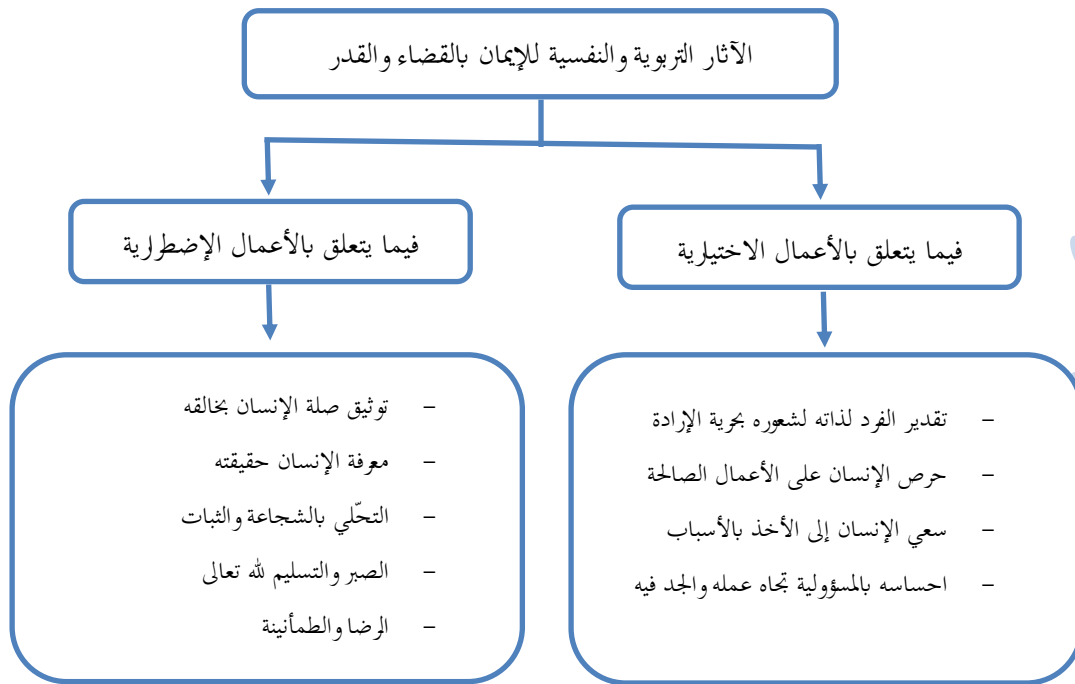 الآثار التربوية والنفسية للإيمان بالقضاء والقدر
فيما يتعلق بالأعمال الاختيارية
فيما يتعلق بالأعمال الإضطرارية
- تقدير الفرد لذاته لشعوره بحرية الإرادة
- حرص الإنسان على الأعمال الصالحة
- سعي الإنسان إلى الأخذ بالأسباب
- احساسه بالمسؤولية تجاه عمله والجد فيه
- توثيق صلة الإنسان بخالقه
- معرفة الإنسان حقيقته
- التحّلي بالشجاعة والثبات
- الصبر والتسليم لله تعالى
- الرضا والطمأنينة